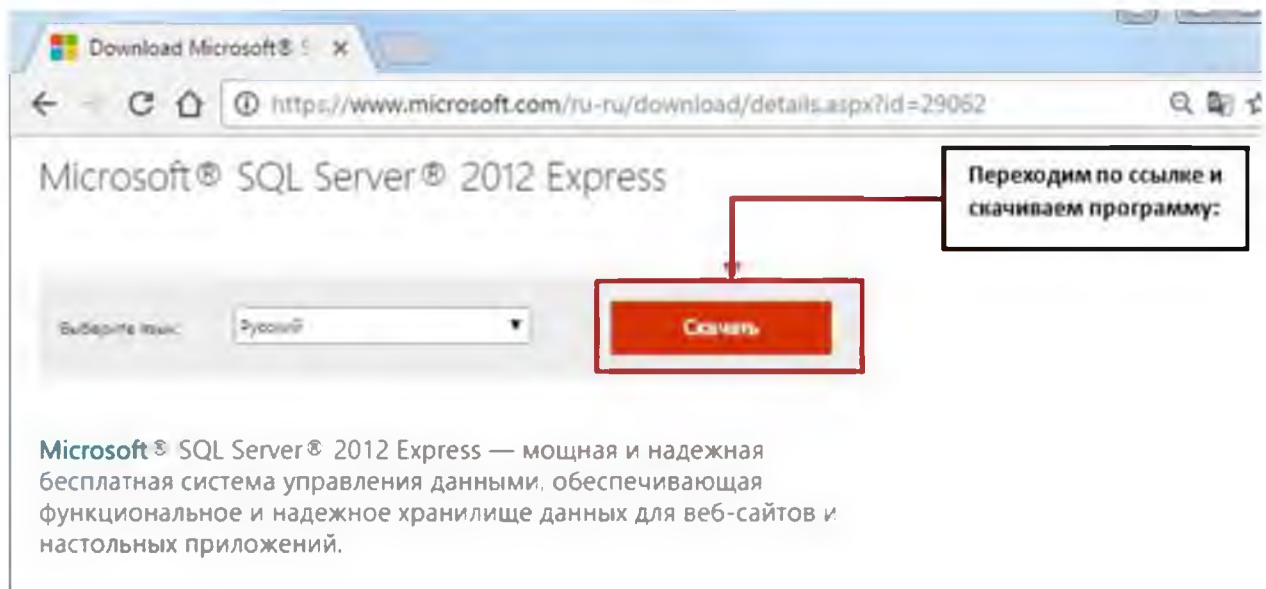 Download Microsoft® S
https://www.microsoft.com/ru-ru/download/details.aspx?id=29062
Microsoft® SQL Server® 2012 Express
Переходим по ссылке и
скачиваем программу:
Выберите язык:
Русский
Скачать
Microsoft® SQL Server® 2012 Express — мощная и надежная
бесплатная система управления данными, обеспечивающая
функциональное и надежное хранилище данных для веб-сайтов и
настольных приложений.